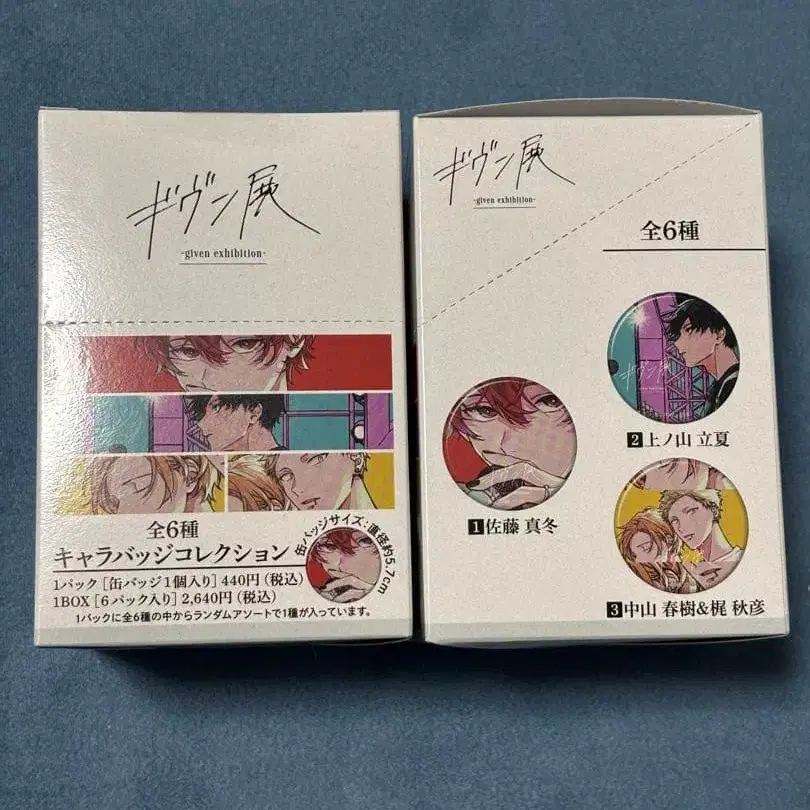 ギヴン展
-given exhibition-
全6種
キャラバッジコレクション
缶バッジサイズ:直径約5.7cm
1パック [缶バッジ1個入り] 440円 (税込)
1BOX [6パック入り] 2,640円 (税込)
1パックに全6種の中からランダムアソートで1種が入っています。
ギヴン展
-given exhibition-
全6種
ギヴン展
2 上ノ山 立夏
1 佐藤 真冬
3 中山 春樹&梶 秋彦